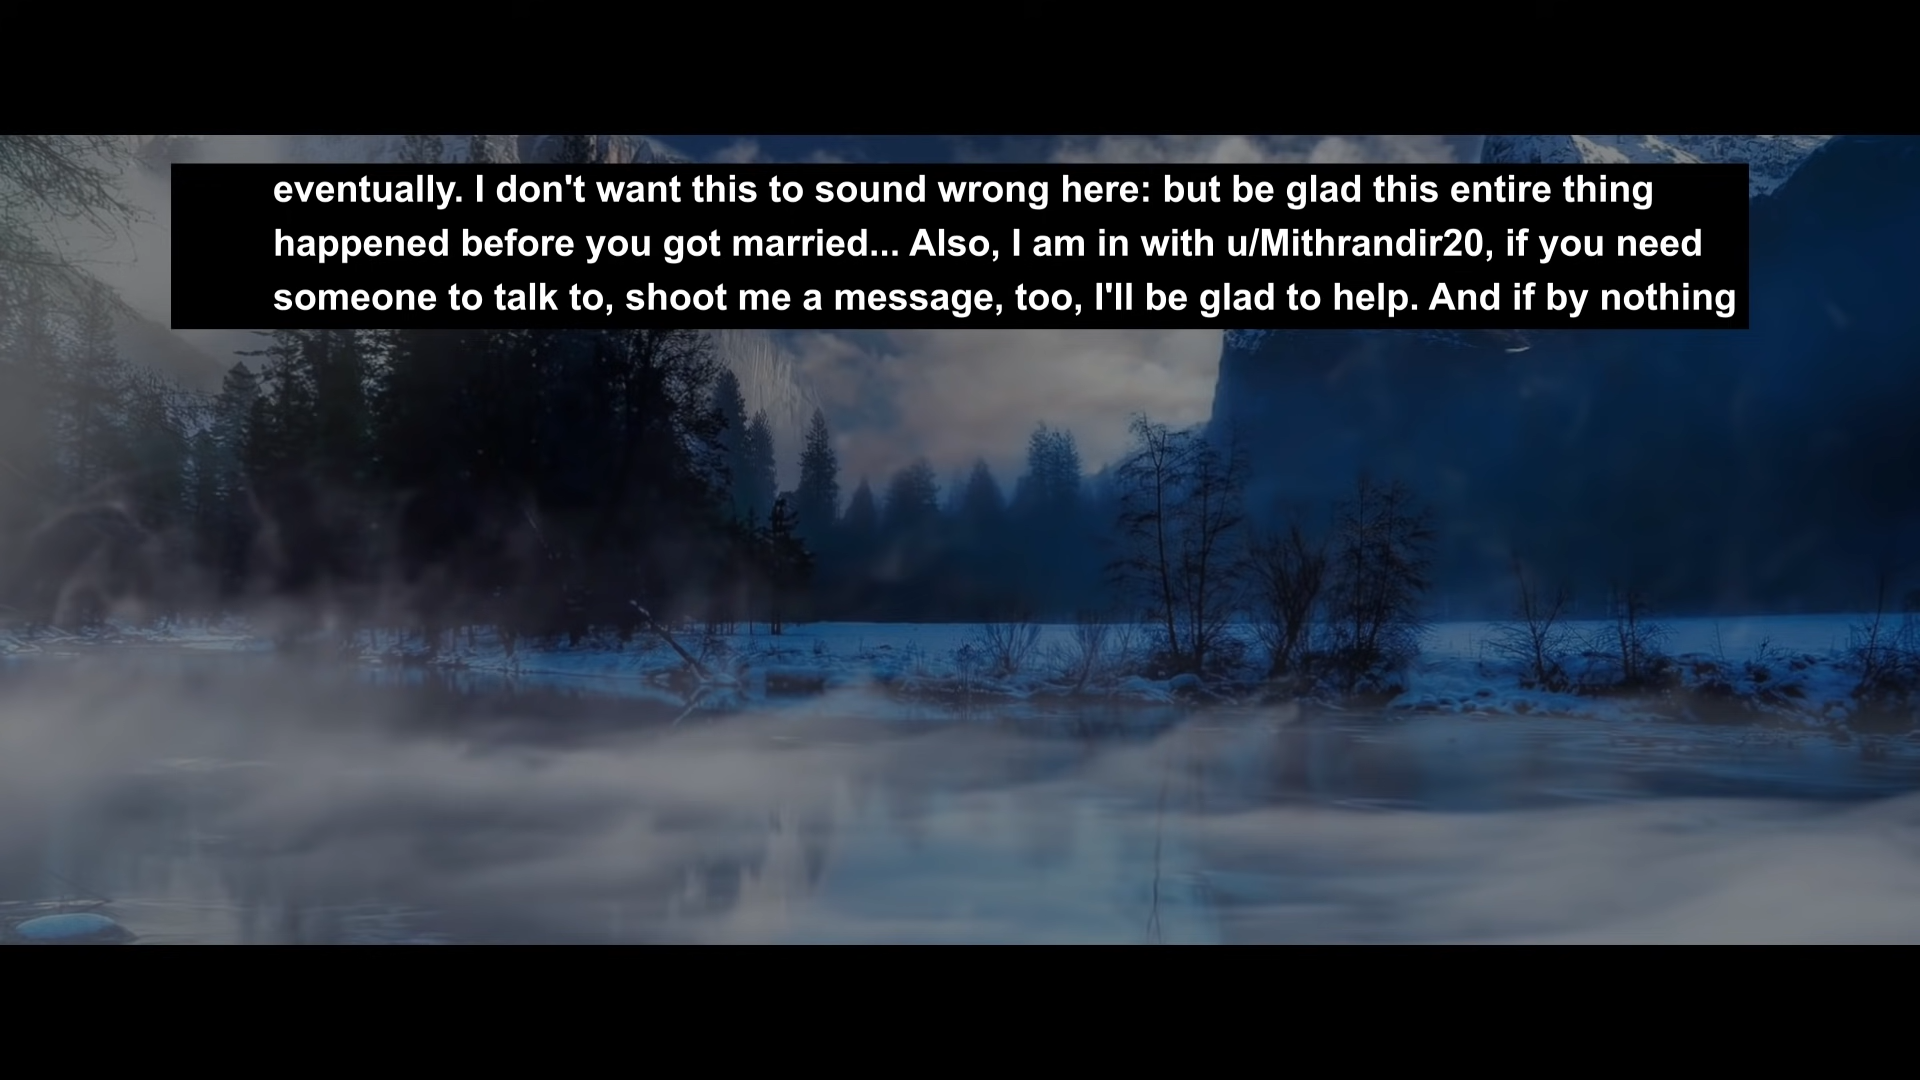 eventually. I don't want this to sound wrong here: but be glad this entire thing
happened before you got married... Also, I am in with u/Mithrandir20, if you need
someone to talk to, shoot me a message, too, I'll be glad to help. And if by nothing